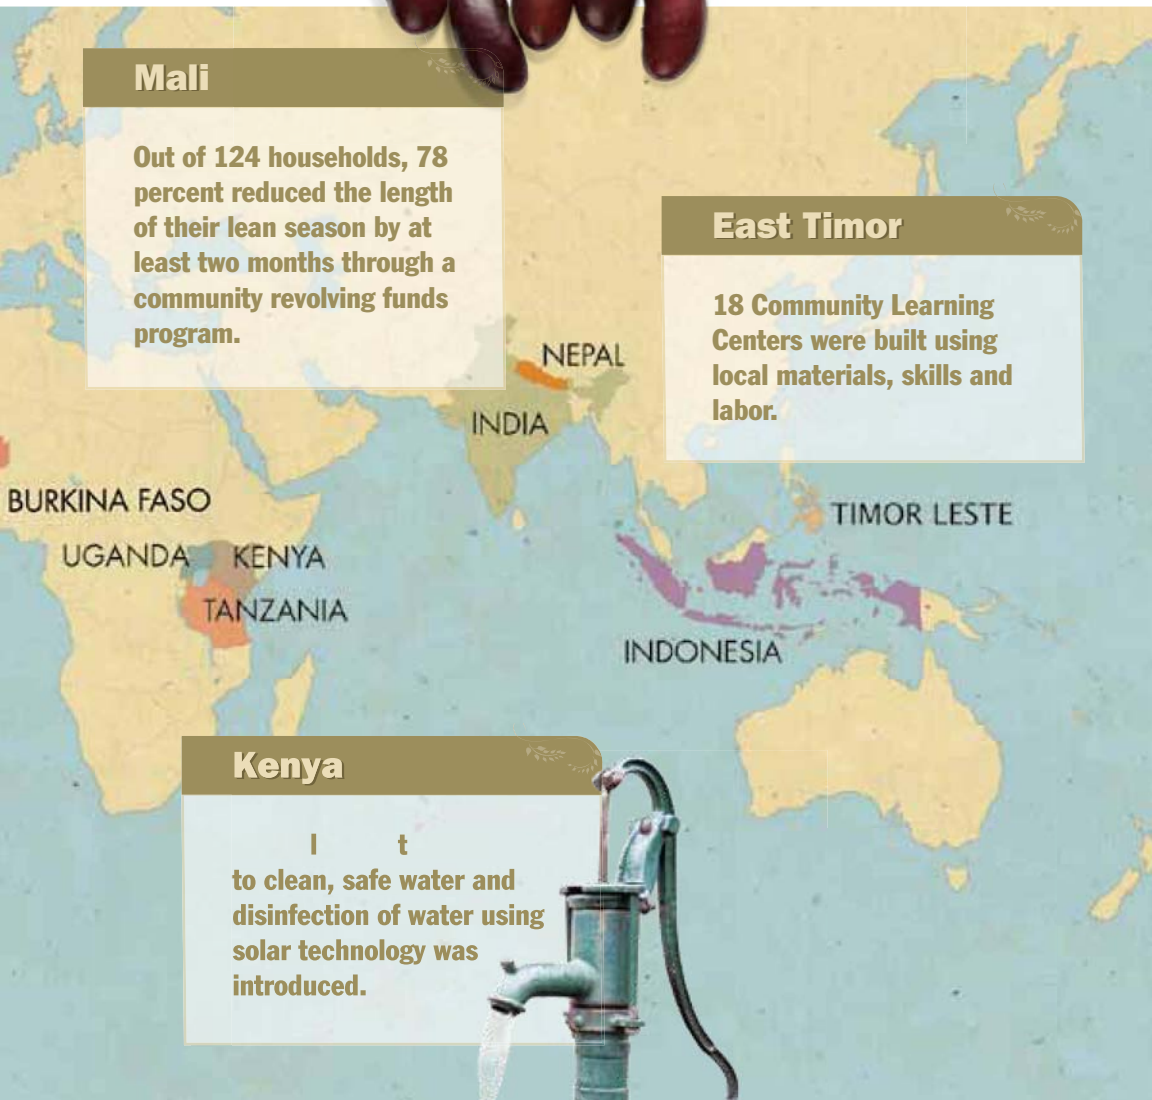 Mali
Out of 124 households, 78
percent reduced the length
of their lean season by at
least two months through a
community revolving funds
program.
East Timor
18 Community Learning
Centers were built using
local materials, skills and
labor.
NEPAL
INDIA
BURKINA FASO
UGANDA
KENYA
TANZANIA
TIMOR LESTE
INDONESIA
Kenya
l t
to clean, safe water and
disinfection of water using
solar technology was
introduced.